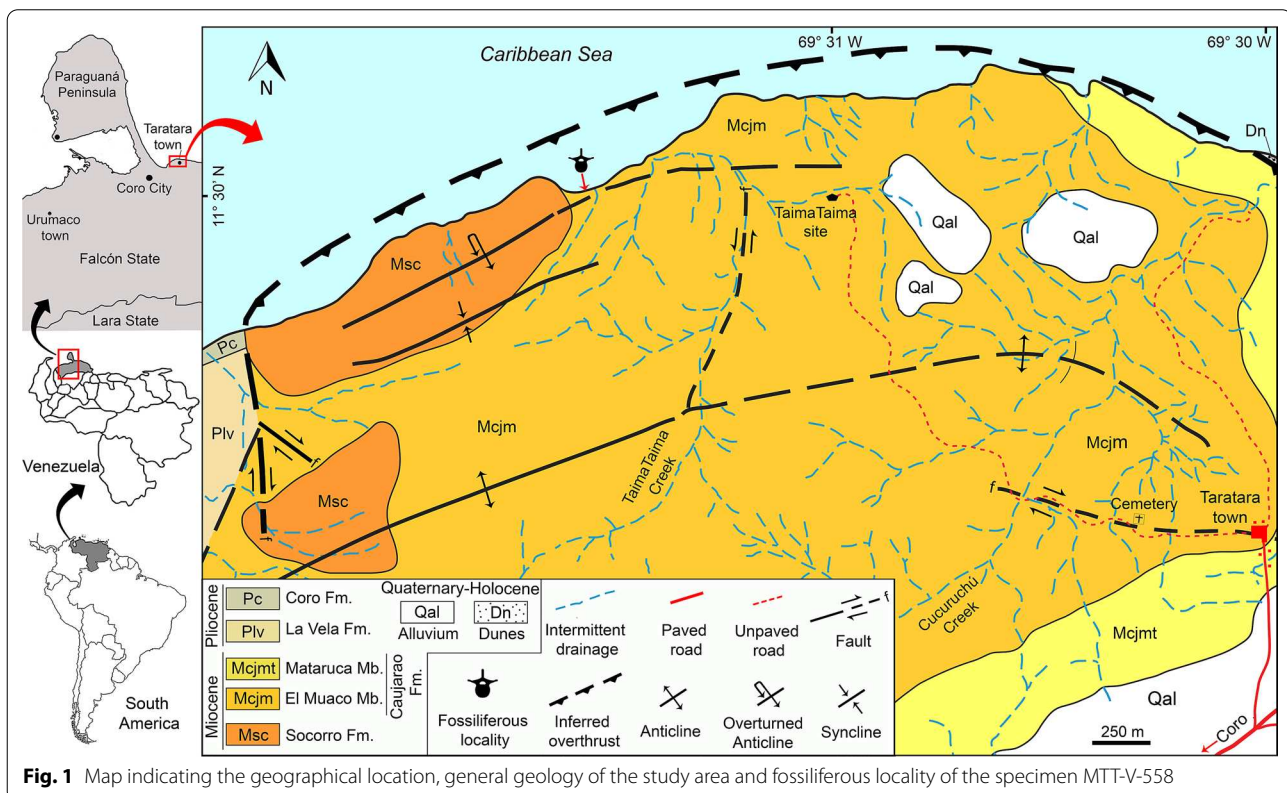 Paraguaná
Peninsula
Taratara
town
Coro City
Urumaco
town
Falcón State
Lara State
Venezuela
South
America
11° 30′ N
69° 31 W
69° 30 W
N
Caribbean Sea
Mcjm
Dn
TaimaTaima
site
Qal
Qal
Qal
Msc
f
Pc
Plv
Mcjm
f
f
Msc
TaimaTaima
Creek
Mcjm
f
Cemetery
Taratara
town
Cucuruchú
Creek
Mcjmt
Qal
250 m
Coro
Pliocene
Pc Coro Fm.
Plv La Vela Fm.
Miocene
Mcjmt Mataruca Mb.
Mcjm El Muaco Mb.
Caujarao
Fm.
Msc Socorro Fm.
Quaternary-Holocene
Qal Dn
Alluvium Dunes
Intermittent
drainage
Paved
road
Unpaved
road
f
Fault
Fossiliferous
locality
Inferred
overthrust
Anticline
Overturned
Anticline
Syncline
Fig. 1 Map indicating the geographical location, general geology of the study area and fossiliferous locality of the specimen MTT-V-558